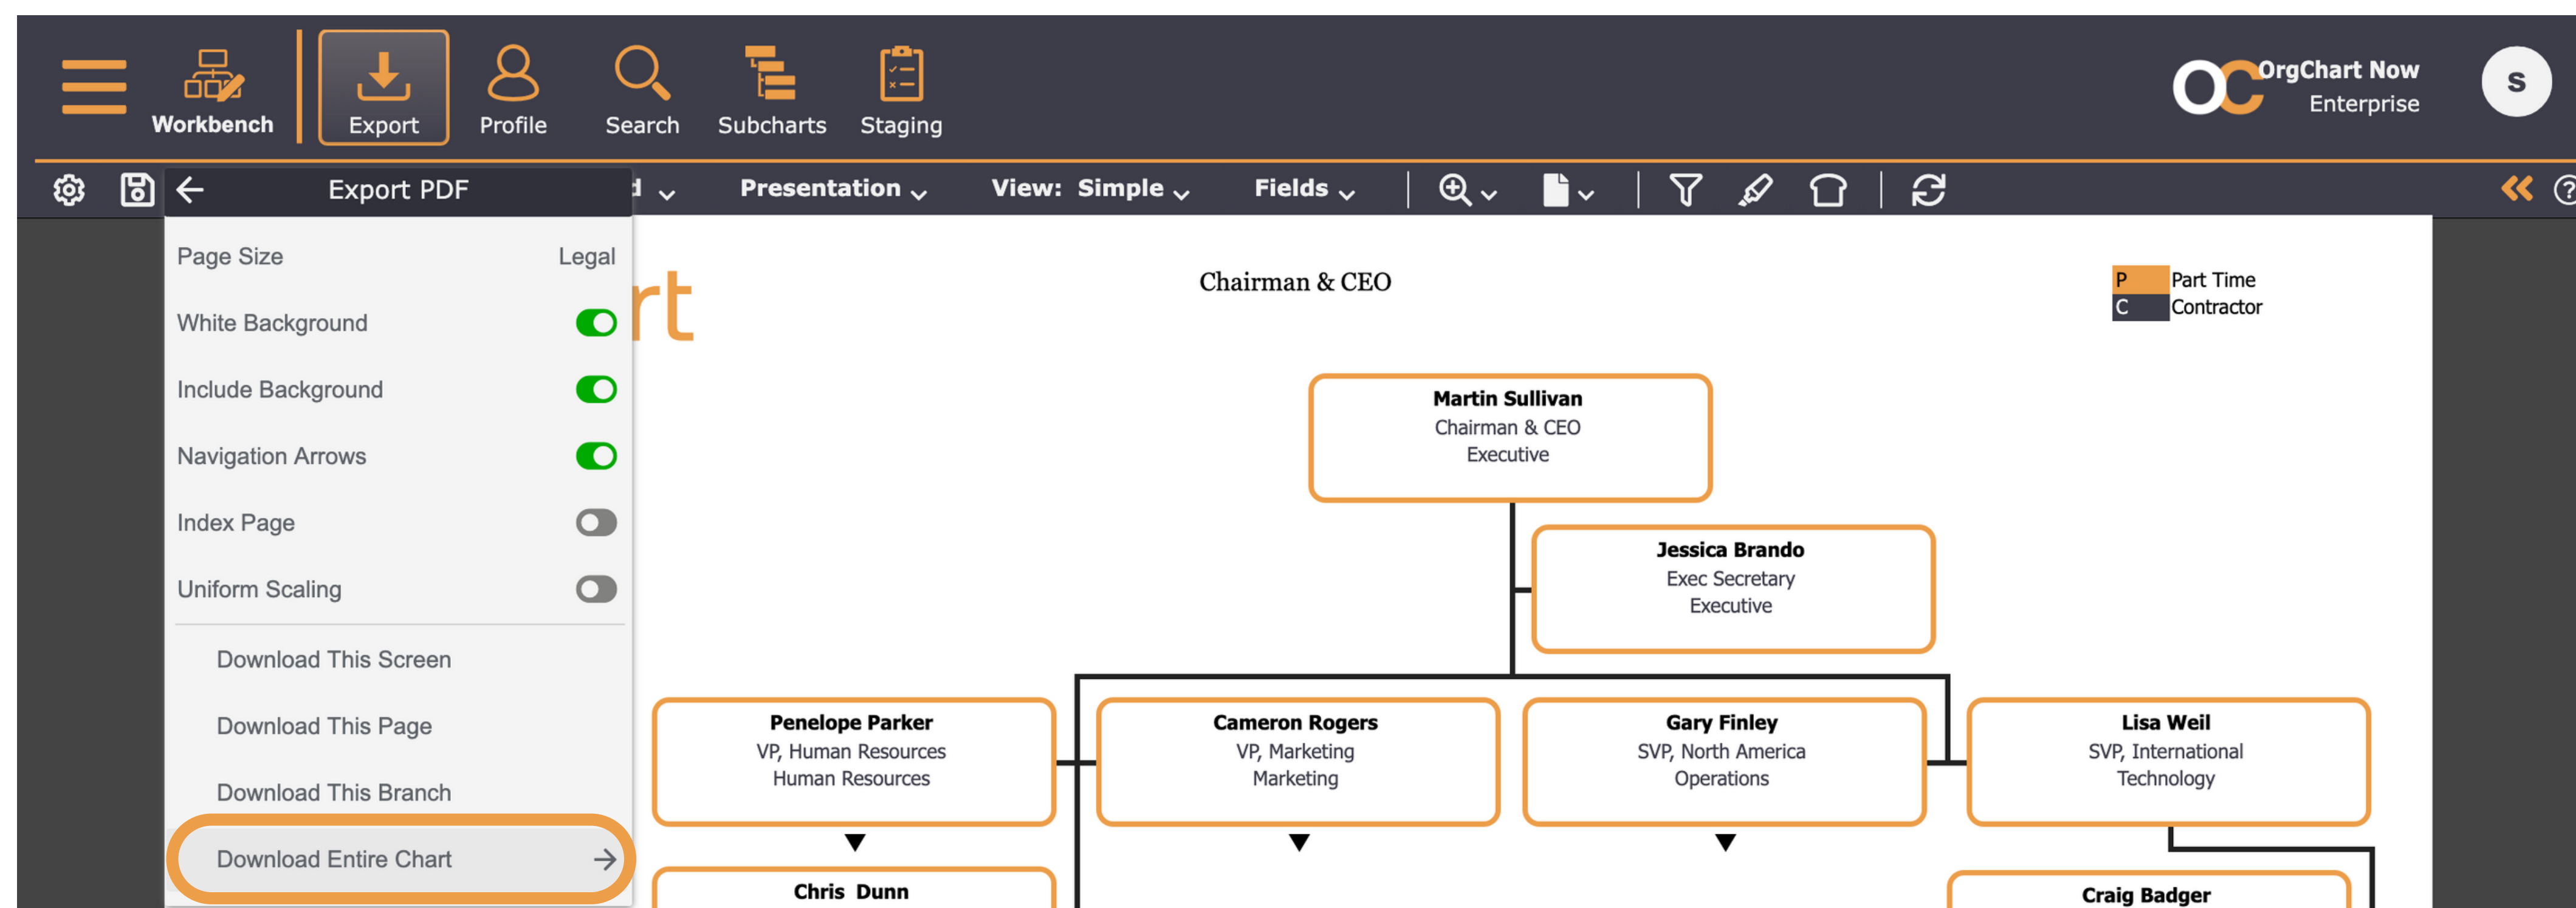 Workbench
Export
Profile
Search
Subcharts
Staging
OC OrgChart Now
Enterprise
S
Export PDF
Presentation
View: Simple
Fields
Page Size Legal
White Background
Include Background
Navigation Arrows
Index Page
Uniform Scaling
Download This Screen
Download This Page
Download This Branch
Download Entire Chart
rt
Chairman & CEO
P Part Time
C Contractor
Martin Sullivan
Chairman & CEO
Executive
Jessica Brando
Exec Secretary
Executive
Penelope Parker
VP, Human Resources
Human Resources
Cameron Rogers
VP, Marketing
Marketing
Gary Finley
SVP, North America
Operations
Lisa Weil
SVP, International
Technology
Chris Dunn
Craig Badger